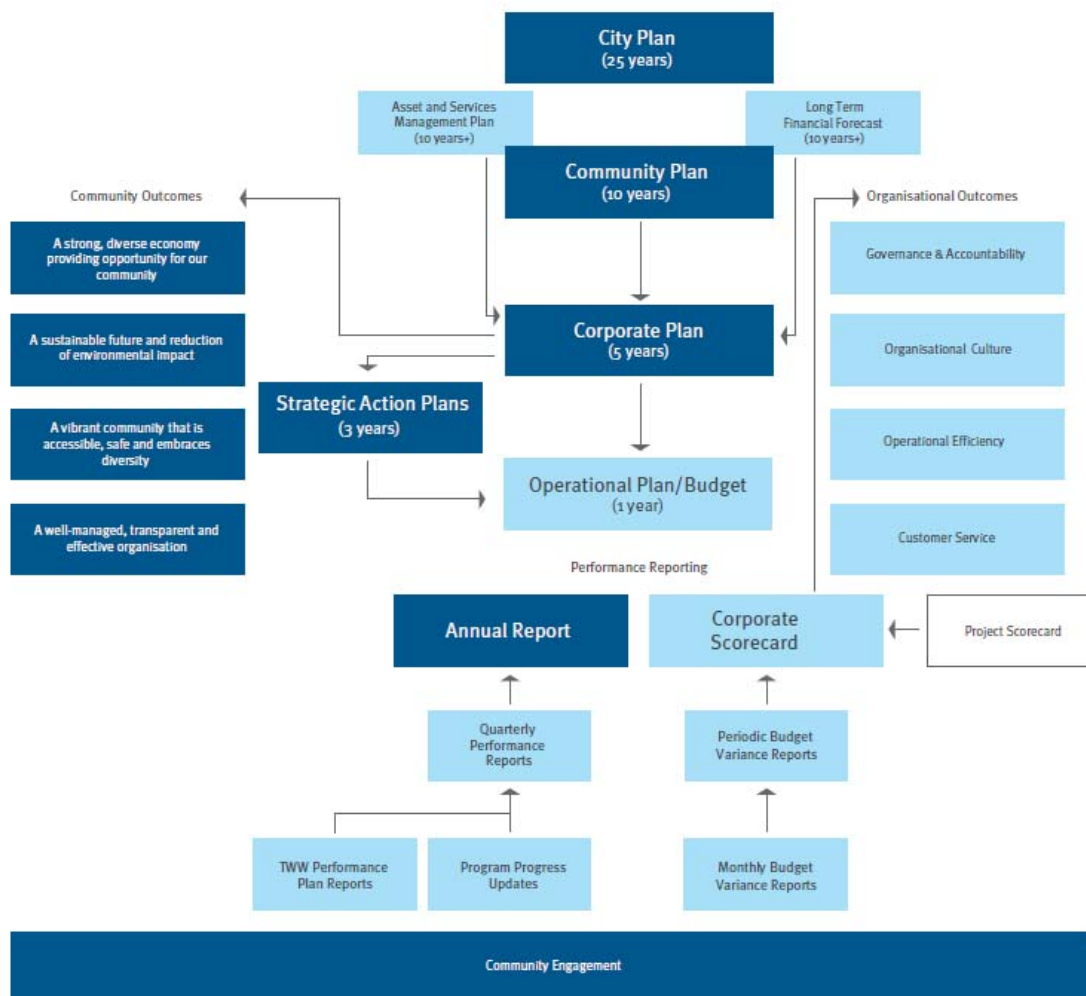 City Plan
(25 years)
Asset and Services
Management Plan
(10 years+)
Long Term
Financial Forecast
(10 years+)
Community Plan
(10 years)
Community Outcomes
Organisational Outcomes
A strong, diverse economy
providing opportunity for our
community
Governance & Accountability
Corporate Plan
(5 years)
A sustainable future and reduction
of environmental impact
Organisational Culture
Strategic Action Plans
(3 years)
A vibrant community that is
accessible, safe and embraces
diversity
Operational Efficiency
Operational Plan/Budget
(1 year)
A well-managed, transparent and
effective organisation
Customer Service
Performance Reporting
Annual Report
Corporate
Scorecard
Project Scorecard
Quarterly
Performance
Reports
Periodic Budget
Variance Reports
TWW Performance
Plan Reports
Program Progress
Updates
Monthly Budget
Variance Reports
Community Engagement